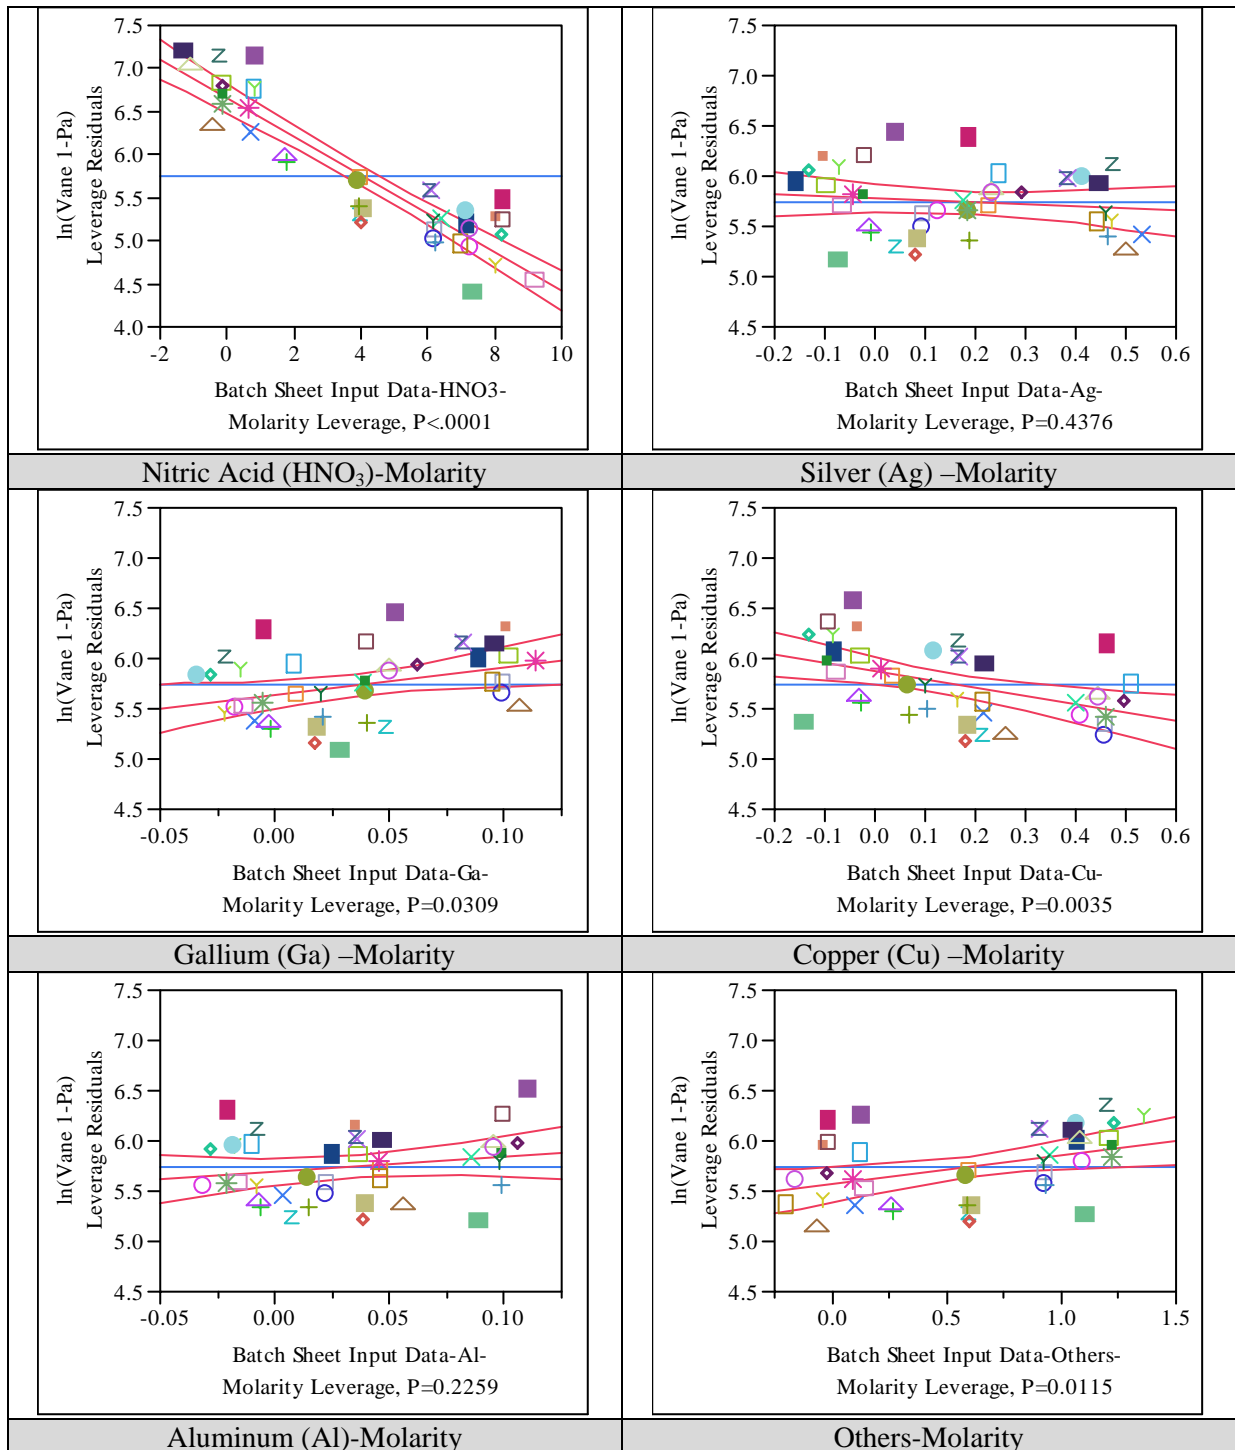 7.5
7.0
6.5
6.0
5.5
5.0
4.5
4.0
ln(Vane 1-Pa)
Leverage Residuals
-2 0 2 4 6 8 10
Batch Sheet Input Data-HNO3-
Molarity Leverage, P<.0001
Nitric Acid (HNO₃)-Molarity
7.5
7.0
6.5
6.0
5.5
5.0
4.5
ln(Vane 1-Pa)
Leverage Residuals
-0.2 -0.1 0.0 0.1 0.2 0.3 0.4 0.5 0.6
Batch Sheet Input Data-Ag-
Molarity Leverage, P=0.4376
Silver (Ag) –Molarity
7.5
7.0
6.5
6.0
5.5
5.0
4.5
ln(Vane 1-Pa)
Leverage Residuals
-0.05 0.00 0.05 0.10
Batch Sheet Input Data-Ga-
Molarity Leverage, P=0.0309
Gallium (Ga) –Molarity
7.5
7.0
6.5
6.0
5.5
5.0
4.5
ln(Vane 1-Pa)
Leverage Residuals
-0.2 -0.1 0.0 0.1 0.2 0.3 0.4 0.5 0.6
Batch Sheet Input Data-Cu-
Molarity Leverage, P=0.0035
Copper (Cu) –Molarity
7.5
7.0
6.5
6.0
5.5
5.0
4.5
ln(Vane 1-Pa)
Leverage Residuals
-0.05 0.00 0.05 0.10
Batch Sheet Input Data-Al-
Molarity Leverage, P=0.2259
Aluminum (Al)-Molarity
7.5
7.0
6.5
6.0
5.5
5.0
4.5
ln(Vane 1-Pa)
Leverage Residuals
0.0 0.5 1.0 1.5
Batch Sheet Input Data-Others-
Molarity Leverage, P=0.0115
Others-Molarity